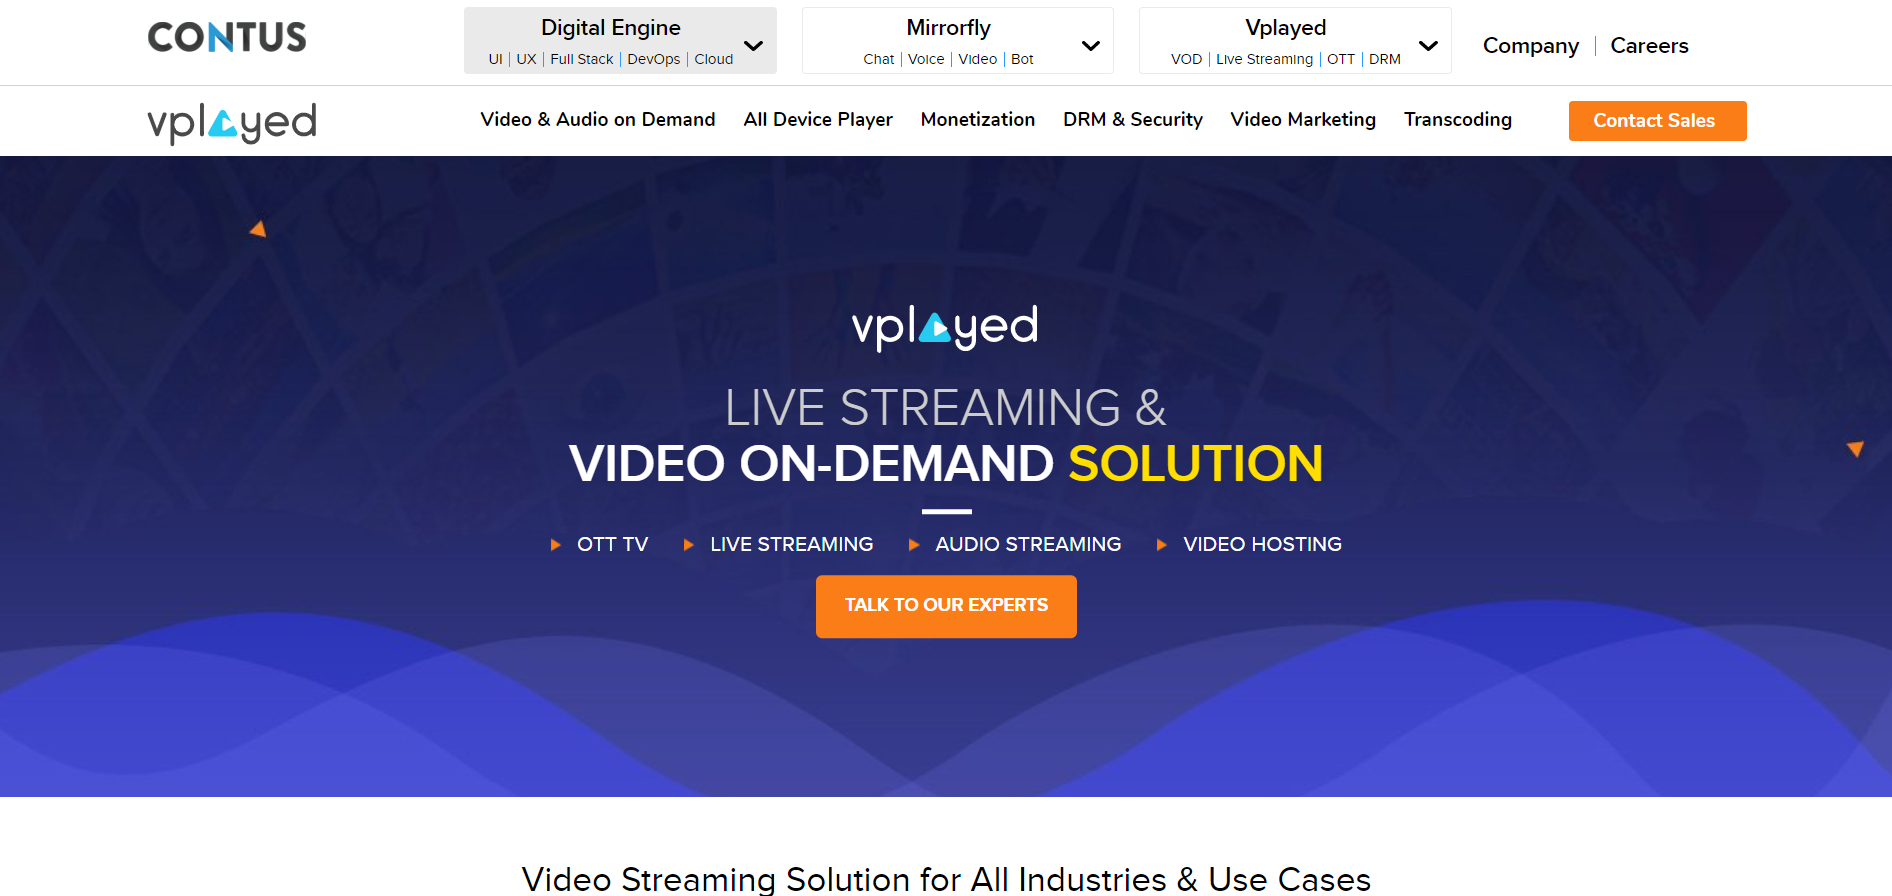 CONTUS
Digital Engine
UI | UX | Full Stack | DevOps | Cloud
Mirrorfly
Chat | Voice | Video | Bot
Vplayed
VOD | Live Streaming | OTT | DRM
Company | Careers
vplayed
Video & Audio on Demand
All Device Player
Monetization
DRM & Security
Video Marketing
Transcoding
Contact Sales
vplayed
LIVE STREAMING &
VIDEO ON-DEMAND SOLUTION
OTT TV
LIVE STREAMING
AUDIO STREAMING
VIDEO HOSTING
TALK TO OUR EXPERTS
Video Streaming Solution for All Industries & Use Cases